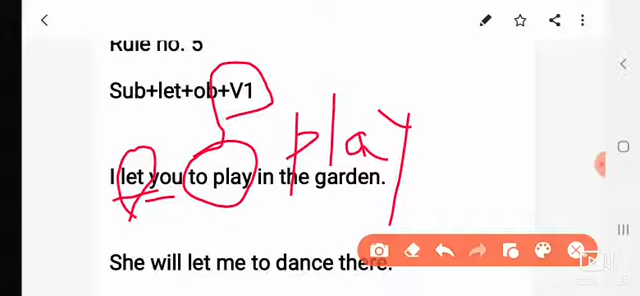 Rule no. 5
Sub+let+ob+V1
play
I let you to play in the garden.
She will let me to dance there.